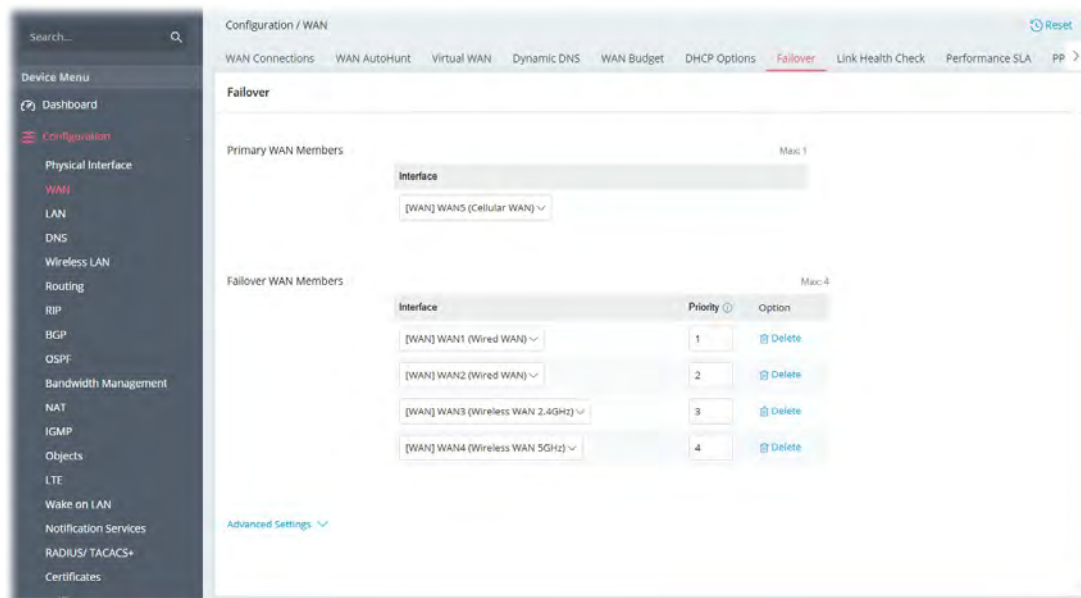 Search...
Device Menu
Dashboard
Configuration
Physical Interface
WAN
LAN
DNS
Wireless LAN
Routing
RIP
BGP
OSPF
Bandwidth Management
NAT
IGMP
Objects
LTE
Wake on LAN
Notification Services
RADIUS/ TACACS+
Certificates
Configuration / WAN
Reset
WAN Connections WAN AutoHunt Virtual WAN Dynamic DNS WAN Budget DHCP Options Failover Link Health Check Performance SLA PP
Failover
Primary WAN Members Max: 1
Interface
[WAN] WAN5 (Cellular WAN)
Failover WAN Members Max: 4
Interface Priority Option
[WAN] WAN1 (Wired WAN) 1 Delete
[WAN] WAN2 (Wired WAN) 2 Delete
[WAN] WAN3 (Wireless WAN 2.4GHz) 3 Delete
[WAN] WAN4 (Wireless WAN 5GHz) 4 Delete
Advanced Settings